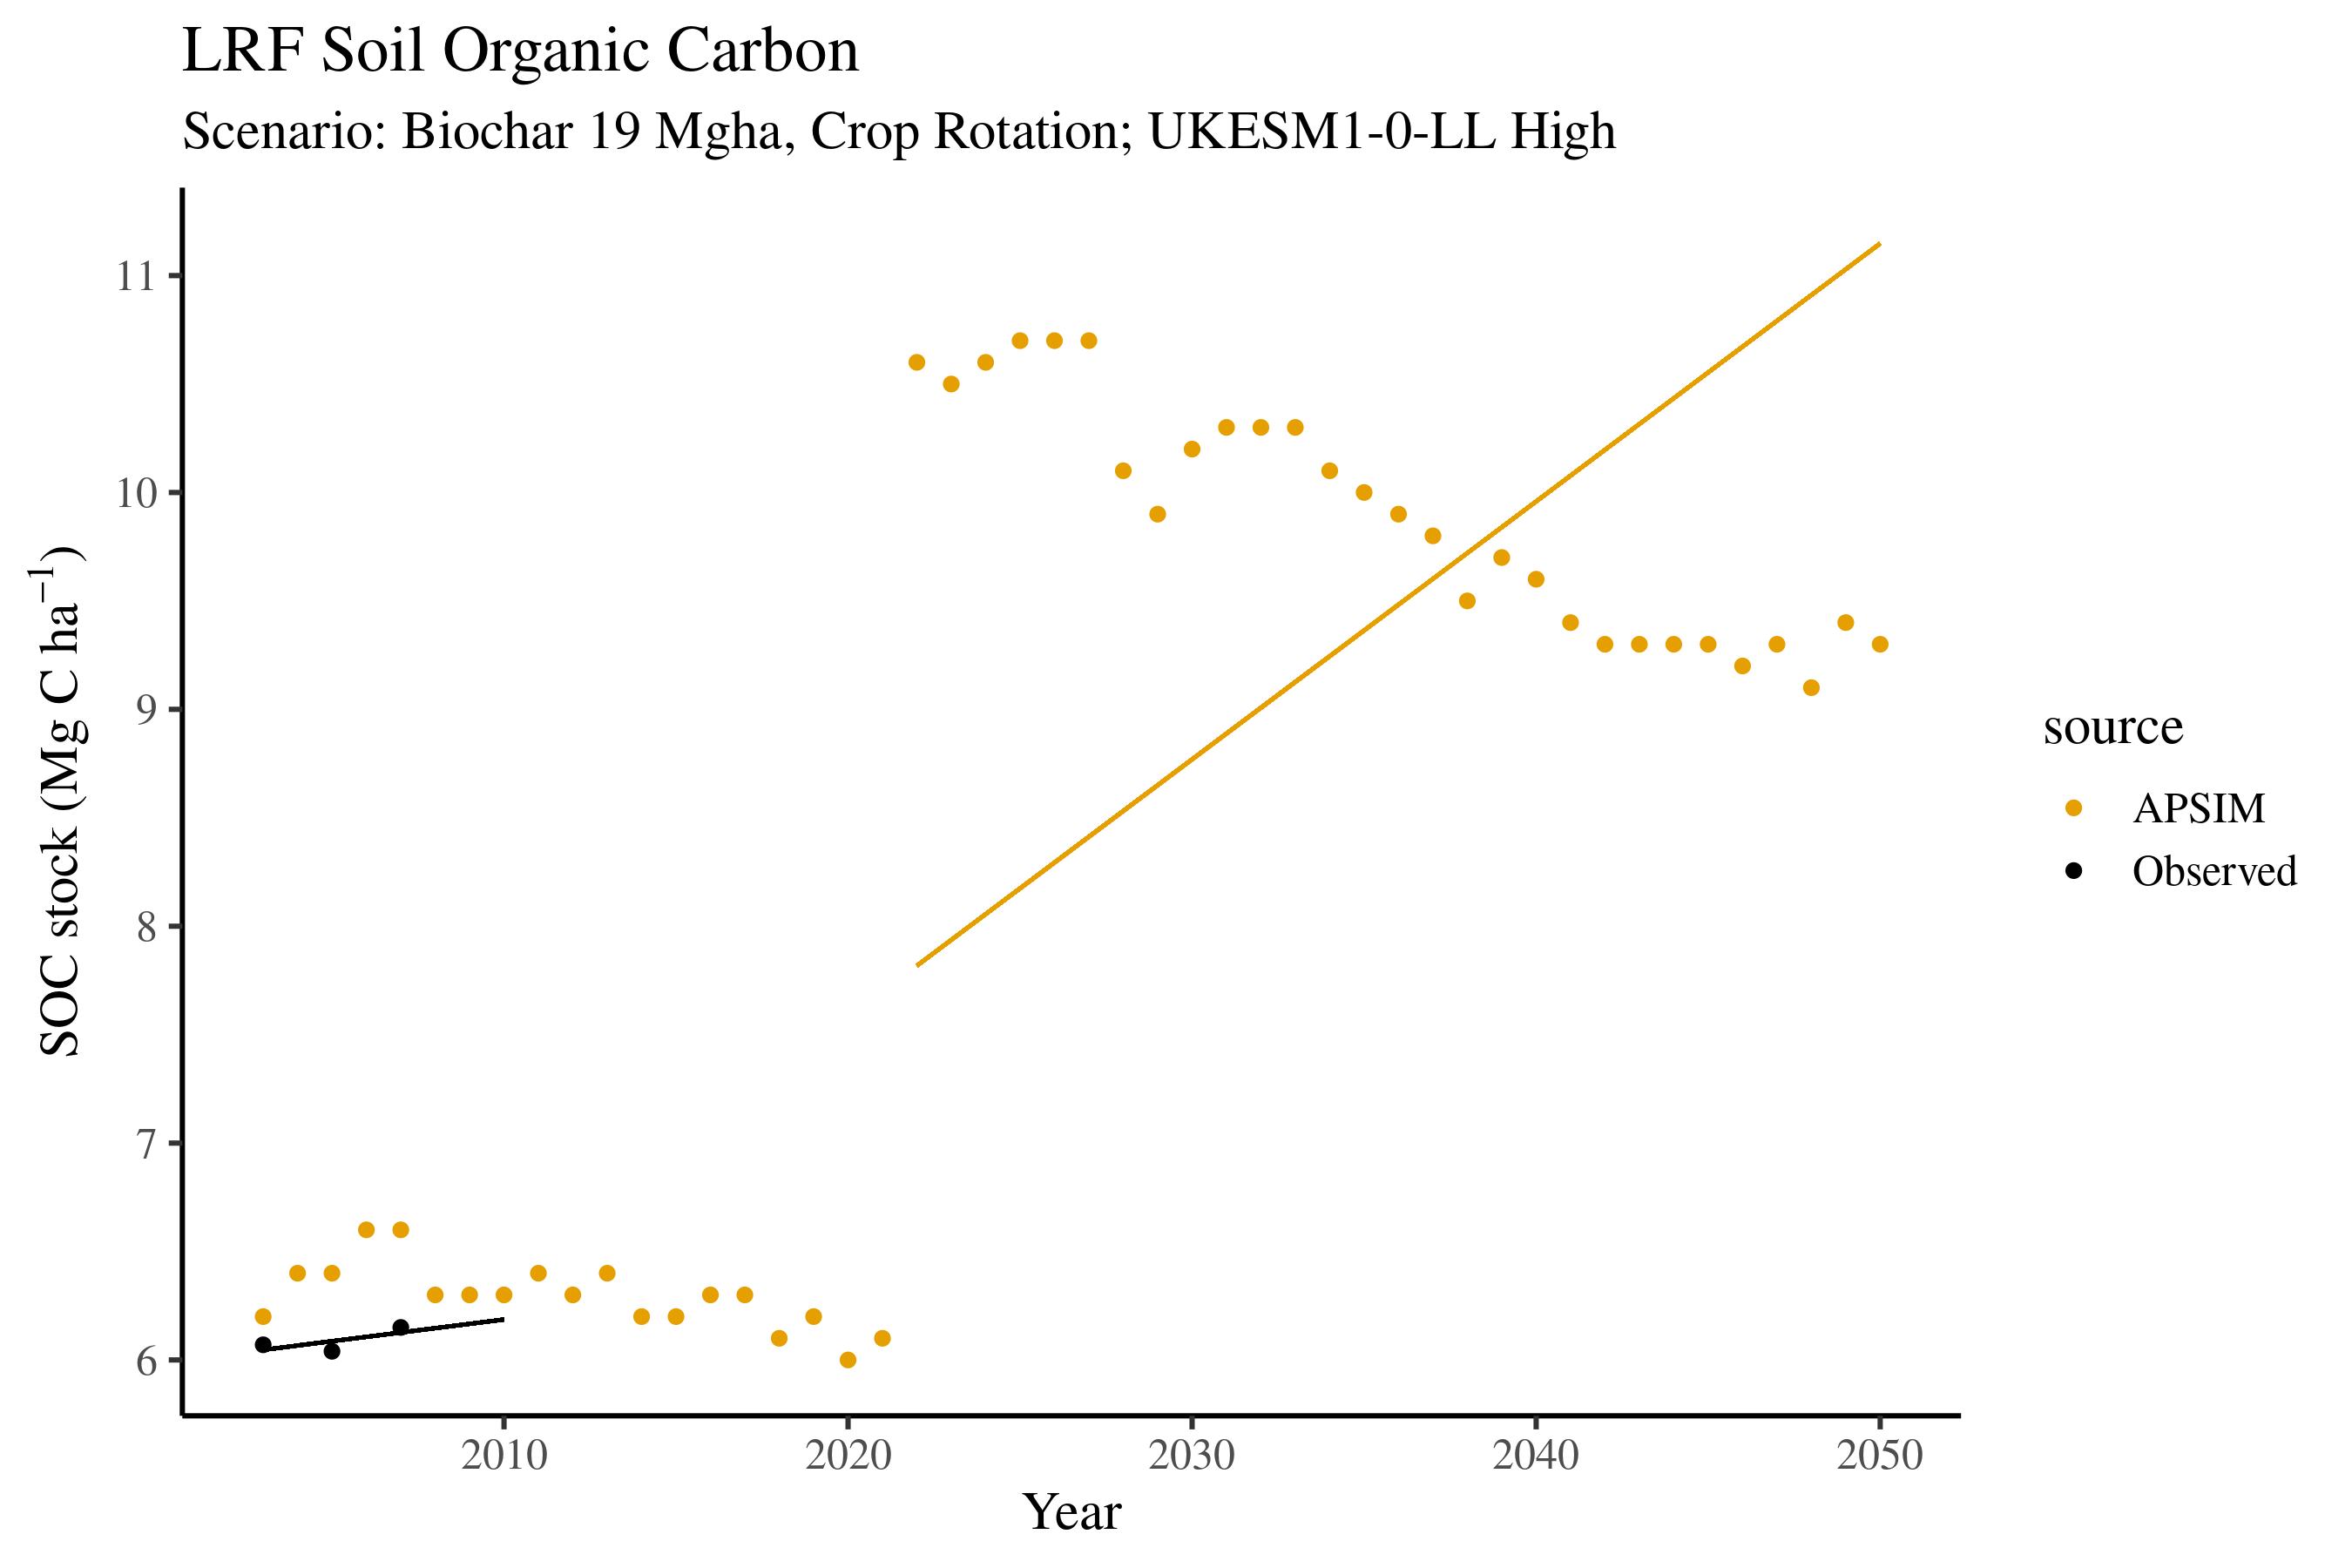 LRF Soil Organic Carbon
Scenario: Biochar 19 Mgha, Crop Rotation; UKESM1-0-LL High
SOC stock (Mg C ha⁻¹)
11
10
9
8
7
6
2010 2020 2030 2040 2050
Year
source
APSIM
Observed